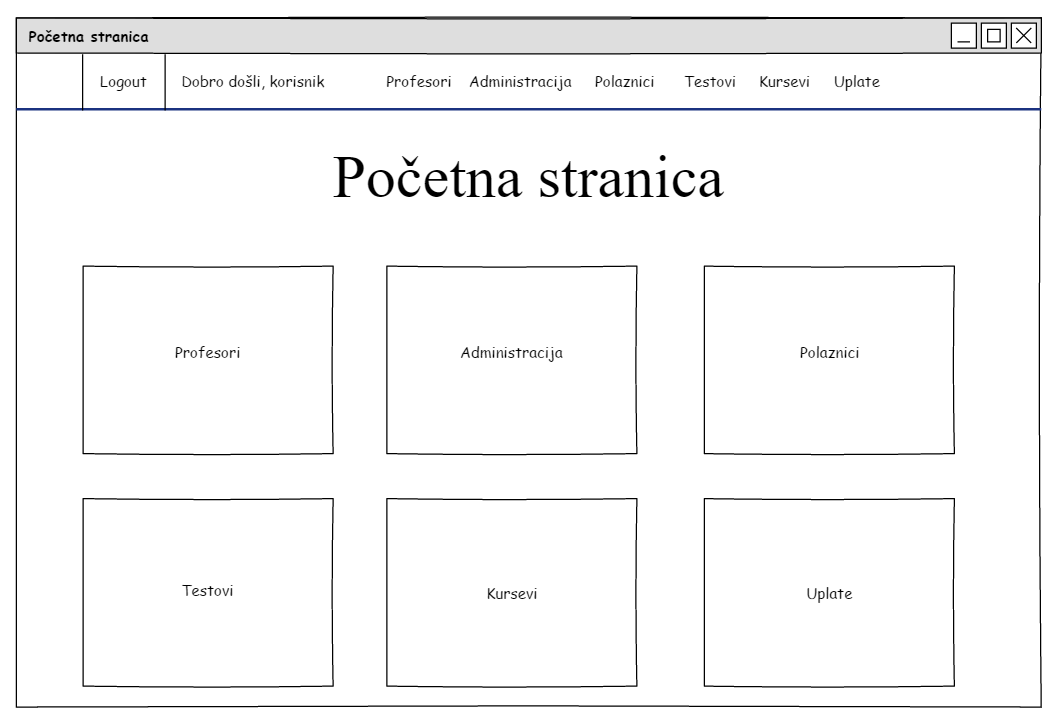 Početna stranica
Logout Dobro došli, korisnik Profesori Administracija Polaznici Testovi Kursevi Uplate
Početna stranica
Profesori Administracija Polaznici
Testovi Kursevi Uplate